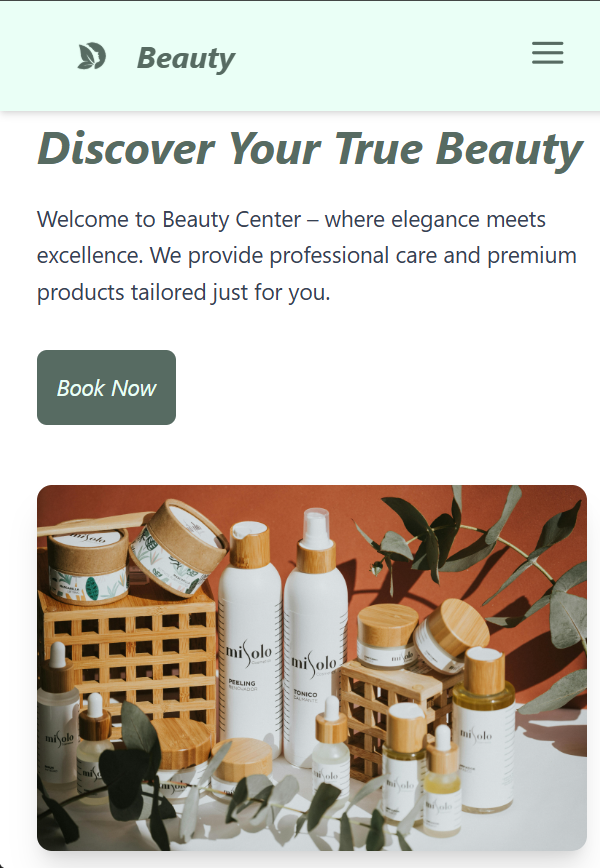 Beauty
Discover Your True Beauty
Welcome to Beauty Center – where elegance meets
excellence. We provide professional care and premium
products tailored just for you.
Book Now
miSolo
miSolo
PEELING
miSolo
TONICO
miSolo
miSolo
miSolo